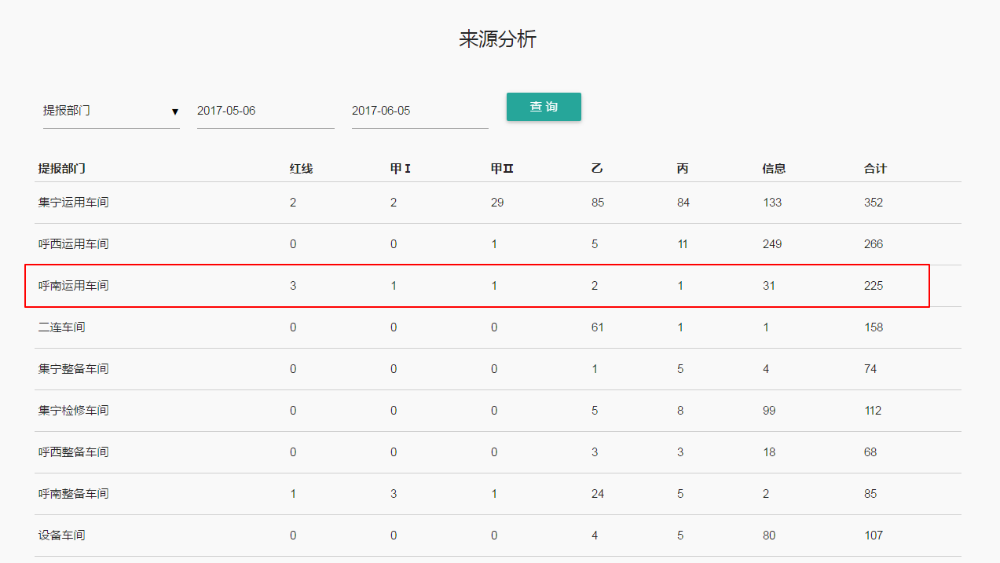 来源分析
提报部门 ▼ 2017-05-06 2017-06-05 查 询
提报部门 红线 甲Ⅰ 甲Ⅱ 乙 丙 信息 合计
集宁运用车间 2 2 29 85 84 133 352
呼西运用车间 0 0 1 5 11 249 266
呼南运用车间 3 1 1 2 1 31 225
二连车间 0 0 0 61 1 1 158
集宁整备车间 0 0 0 1 5 4 74
集宁检修车间 0 0 0 5 8 99 112
呼西整备车间 0 0 0 3 3 18 68
呼南整备车间 1 3 1 24 5 2 85
设备车间 0 0 0 4 5 80 107